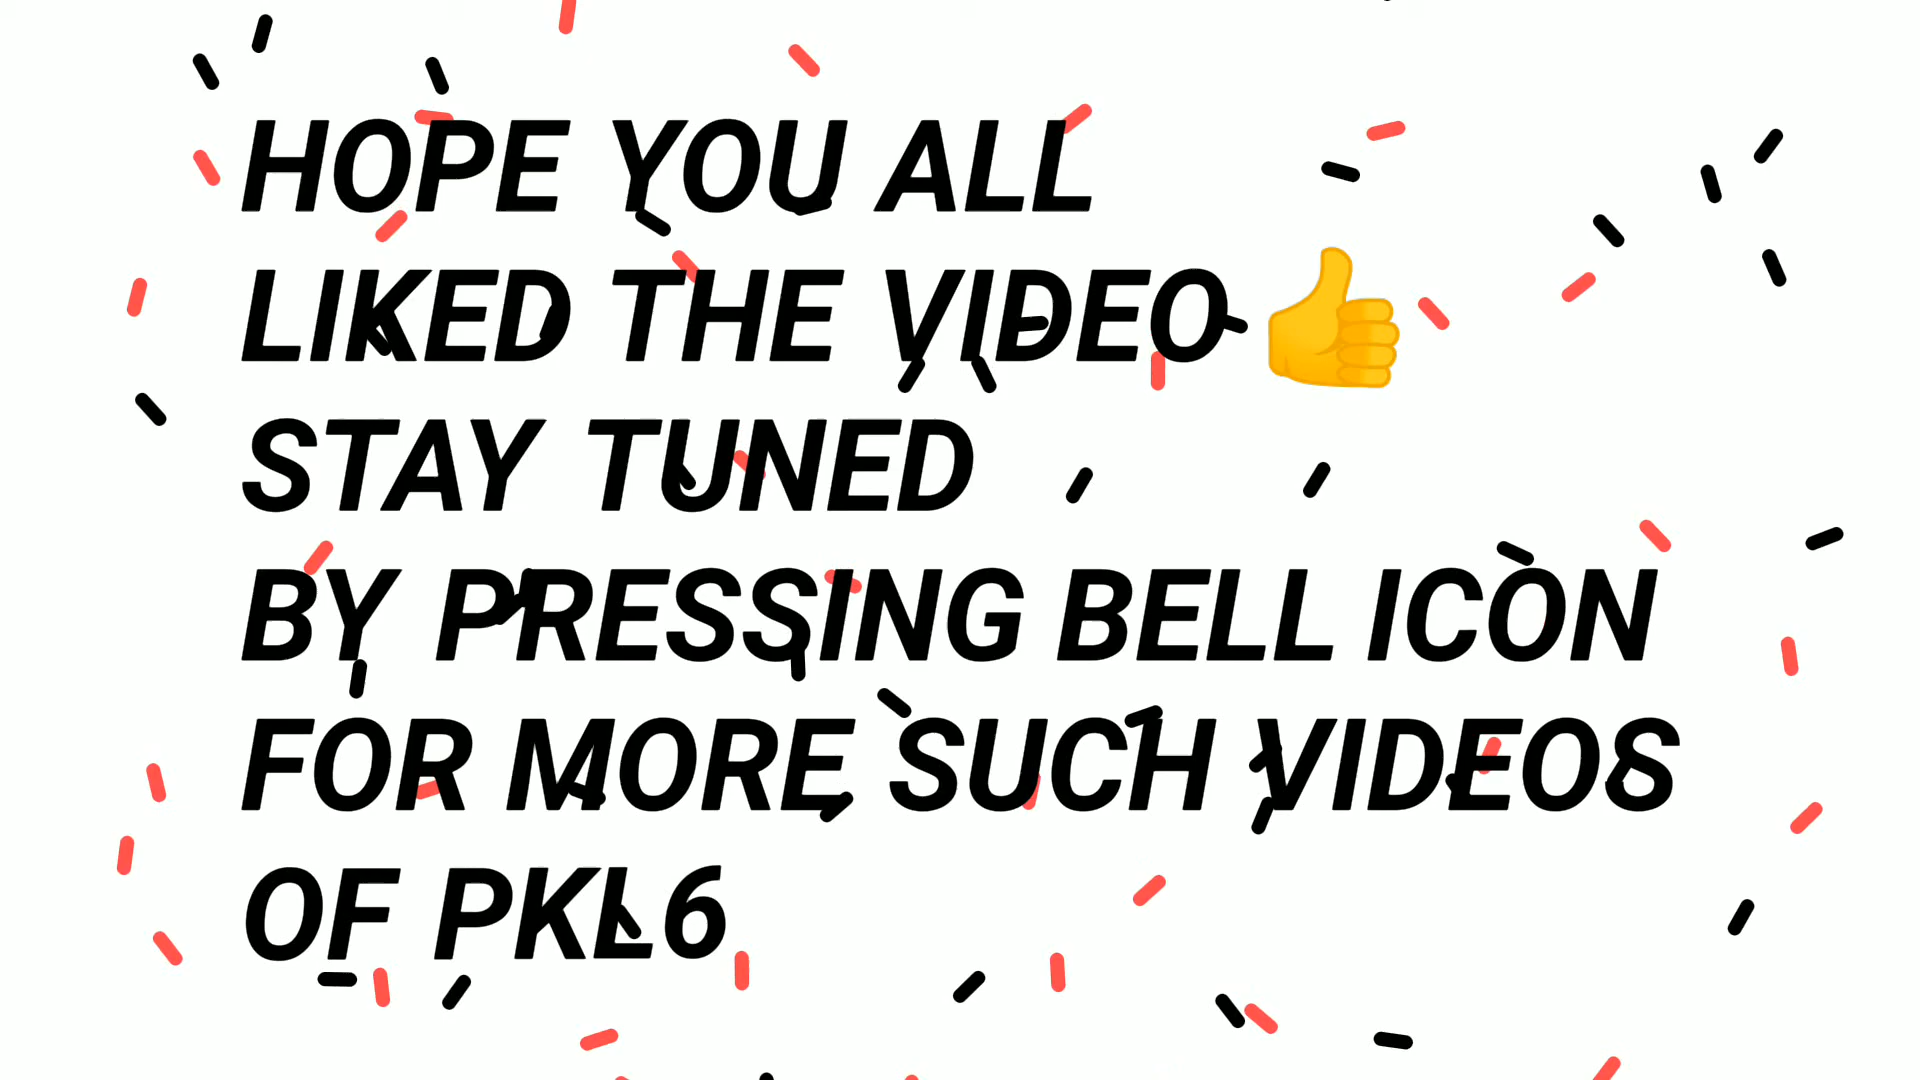 HOPE YOU ALL
LIKED THE VIDEO 👍
STAY TUNED
BY PRESSING BELL ICON
FOR MORE SUCH VIDEOS
OF PKL6